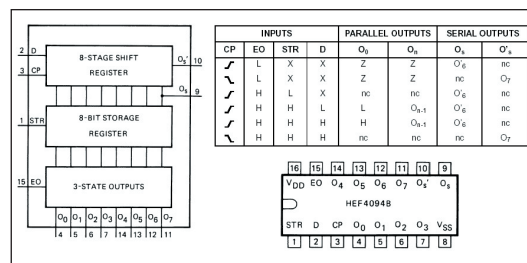 2 D
8-STAGE SHIFT
REGISTER
Os' 10
3 CP
Os
9
8-BIT STORAGE
REGISTER
1 STR
3-STATE OUTPUTS
15 EO
O0 O1 O2 O3 O4 O5 O6 O7
4 5 6 7 14 13 12 11
INPUTS PARALLEL OUTPUTS SERIAL OUTPUTS
CP EO STR D O0 On Os O's
L X X Z Z O'6 nc
L X X Z Z nc O7
H L X nc nc O'6 nc
H H L L On-1 O'6 nc
H H H H On-1 O'6 nc
H H H nc nc nc O7
16 15 14 13 12 11 10 9
VDD EO O4 O5 O6 O7 Os' Os
HEF4094B
STR D CP O0 O1 O2 O3 VSS
1 2 3 4 5 6 7 8